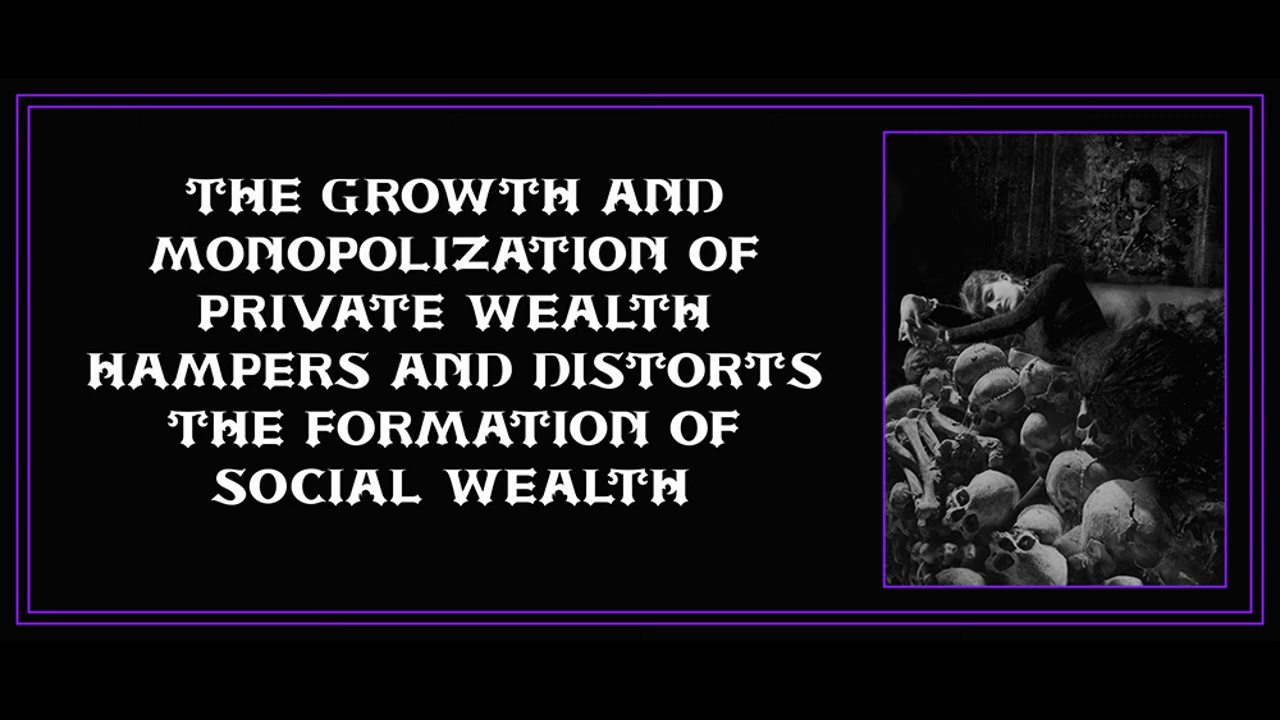 THE GROWTH AND
MONOPOLIZATION OF
PRIVATE WEALTH
HAMPERS AND DISTORTS
THE FORMATION OF
SOCIAL WEALTH